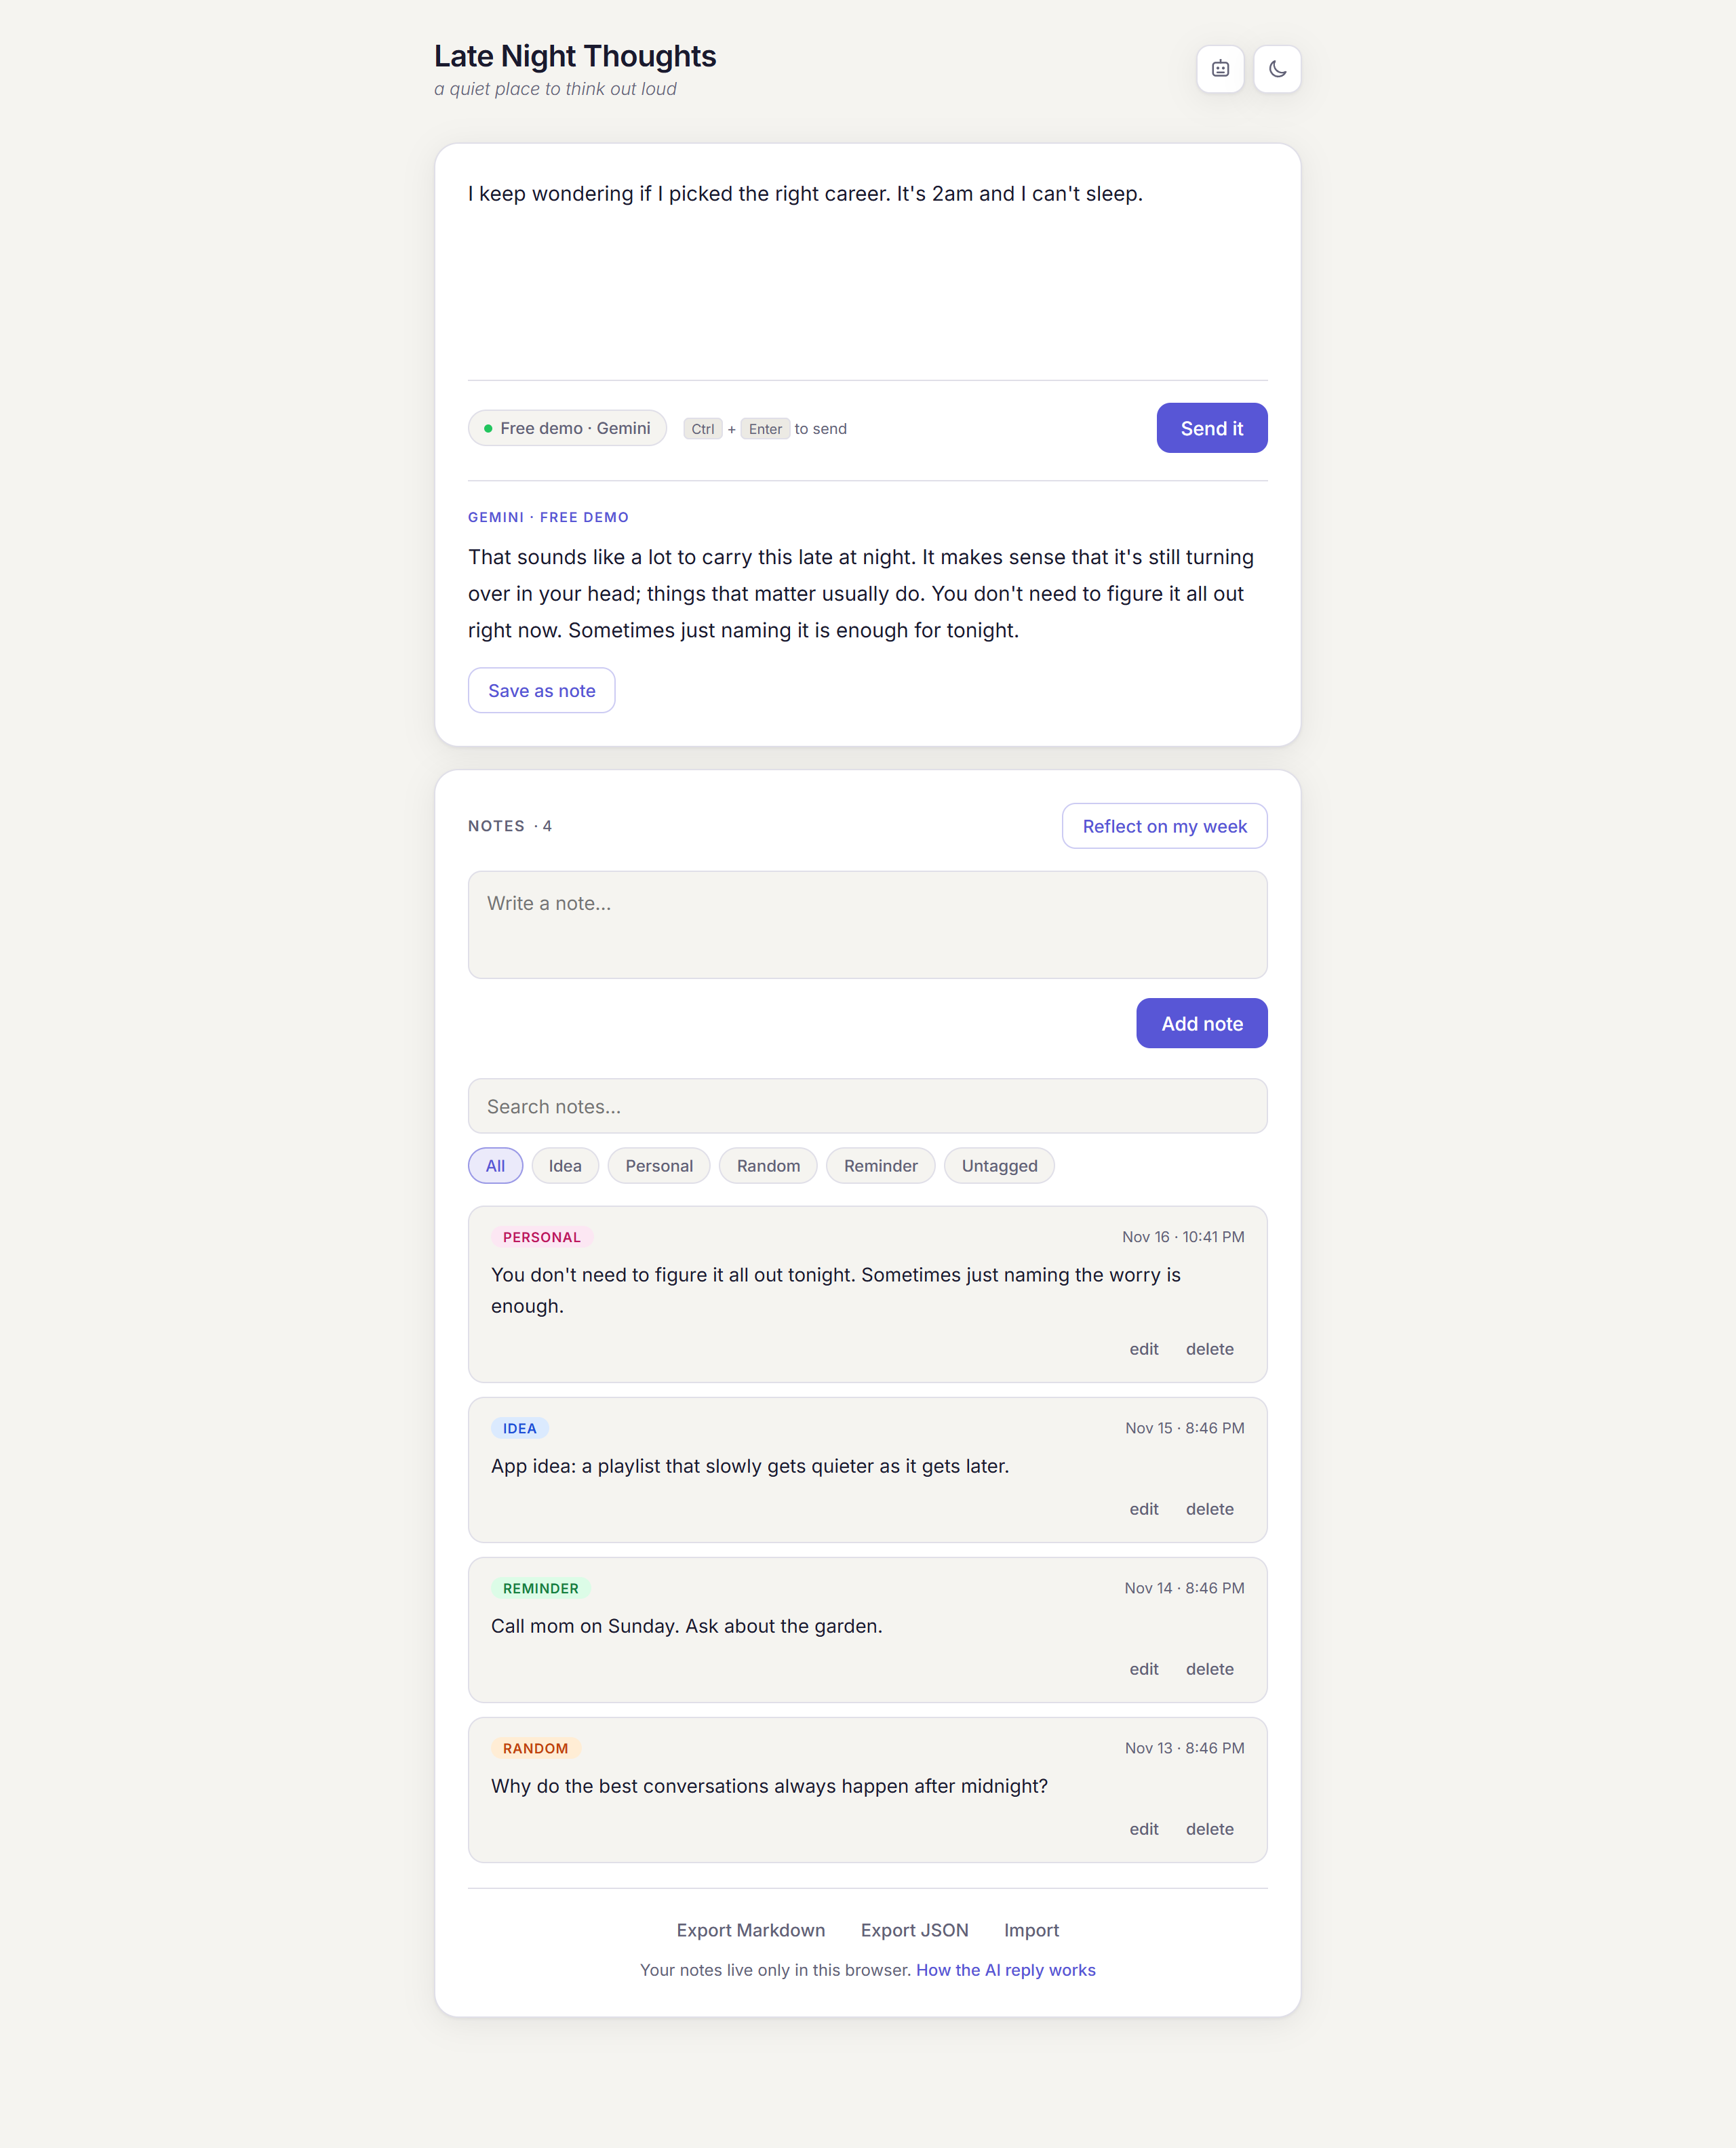 Late Night Thoughts
a quiet place to think out loud
I keep wondering if I picked the right career. It's 2am and I can't sleep.
Free demo · Gemini
Ctrl + Enter to send
Send it
GEMINI · FREE DEMO
That sounds like a lot to carry this late at night. It makes sense that it's still turning
over in your head; things that matter usually do. You don't need to figure it all out
right now. Sometimes just naming it is enough for tonight.
Save as note
NOTES · 4
Reflect on my week
Write a note...
Add note
Search notes...
All Idea Personal Random Reminder Untagged
PERSONAL Nov 16 · 10:41 PM
You don't need to figure it all out tonight. Sometimes just naming the worry is
enough.
edit delete
IDEA Nov 15 · 8:46 PM
App idea: a playlist that slowly gets quieter as it gets later.
edit delete
REMINDER Nov 14 · 8:46 PM
Call mom on Sunday. Ask about the garden.
edit delete
RANDOM Nov 13 · 8:46 PM
Why do the best conversations always happen after midnight?
edit delete
Export Markdown Export JSON Import
Your notes live only in this browser. How the AI reply works